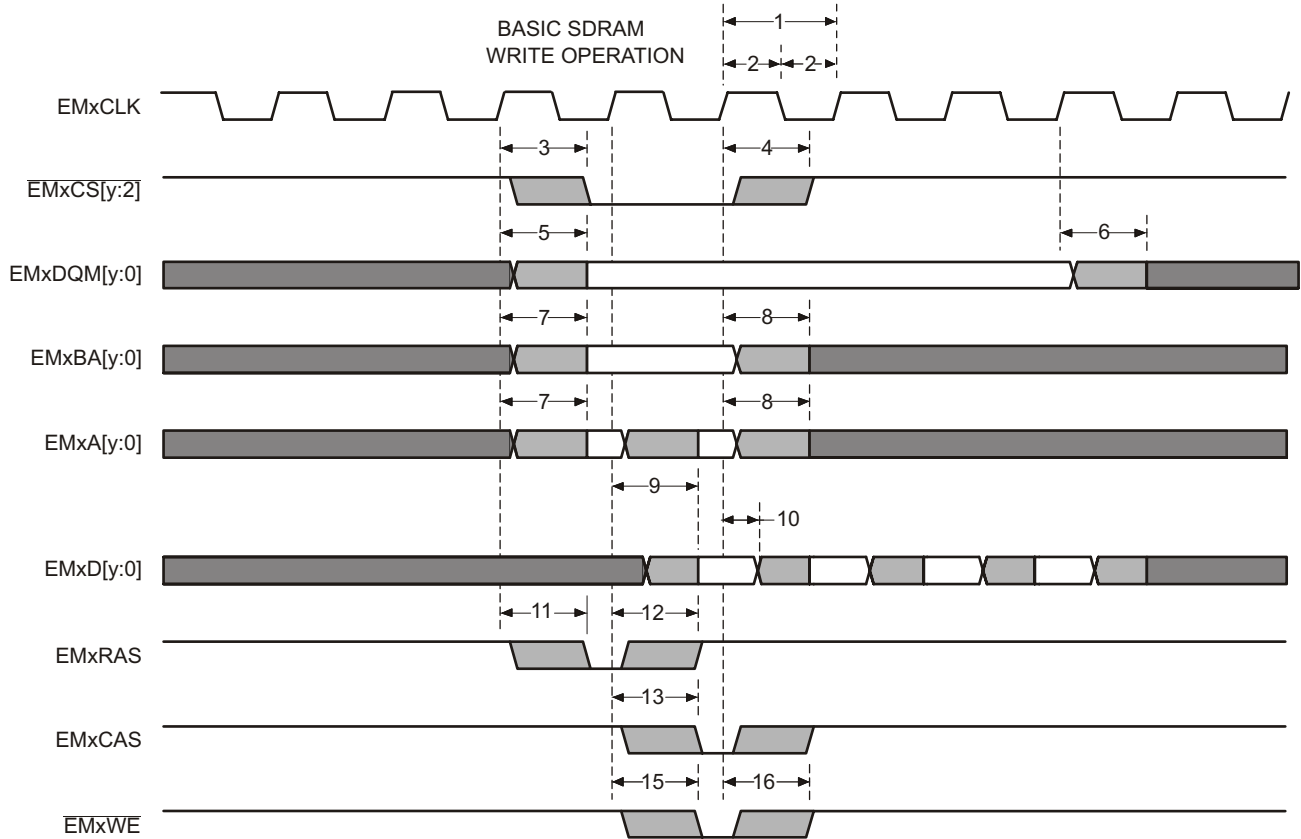 1
BASIC SDRAM
WRITE OPERATION
2 2
EMxCLK
3 4
EMxCS[y:2]
5 6
EMxDQM[y:0]
7 8
EMxBA[y:0]
7 8
EMxA[y:0]
9
10
EMxD[y:0]
11 12
EMxRAS
13
EMxCAS
15 16
EMxWE